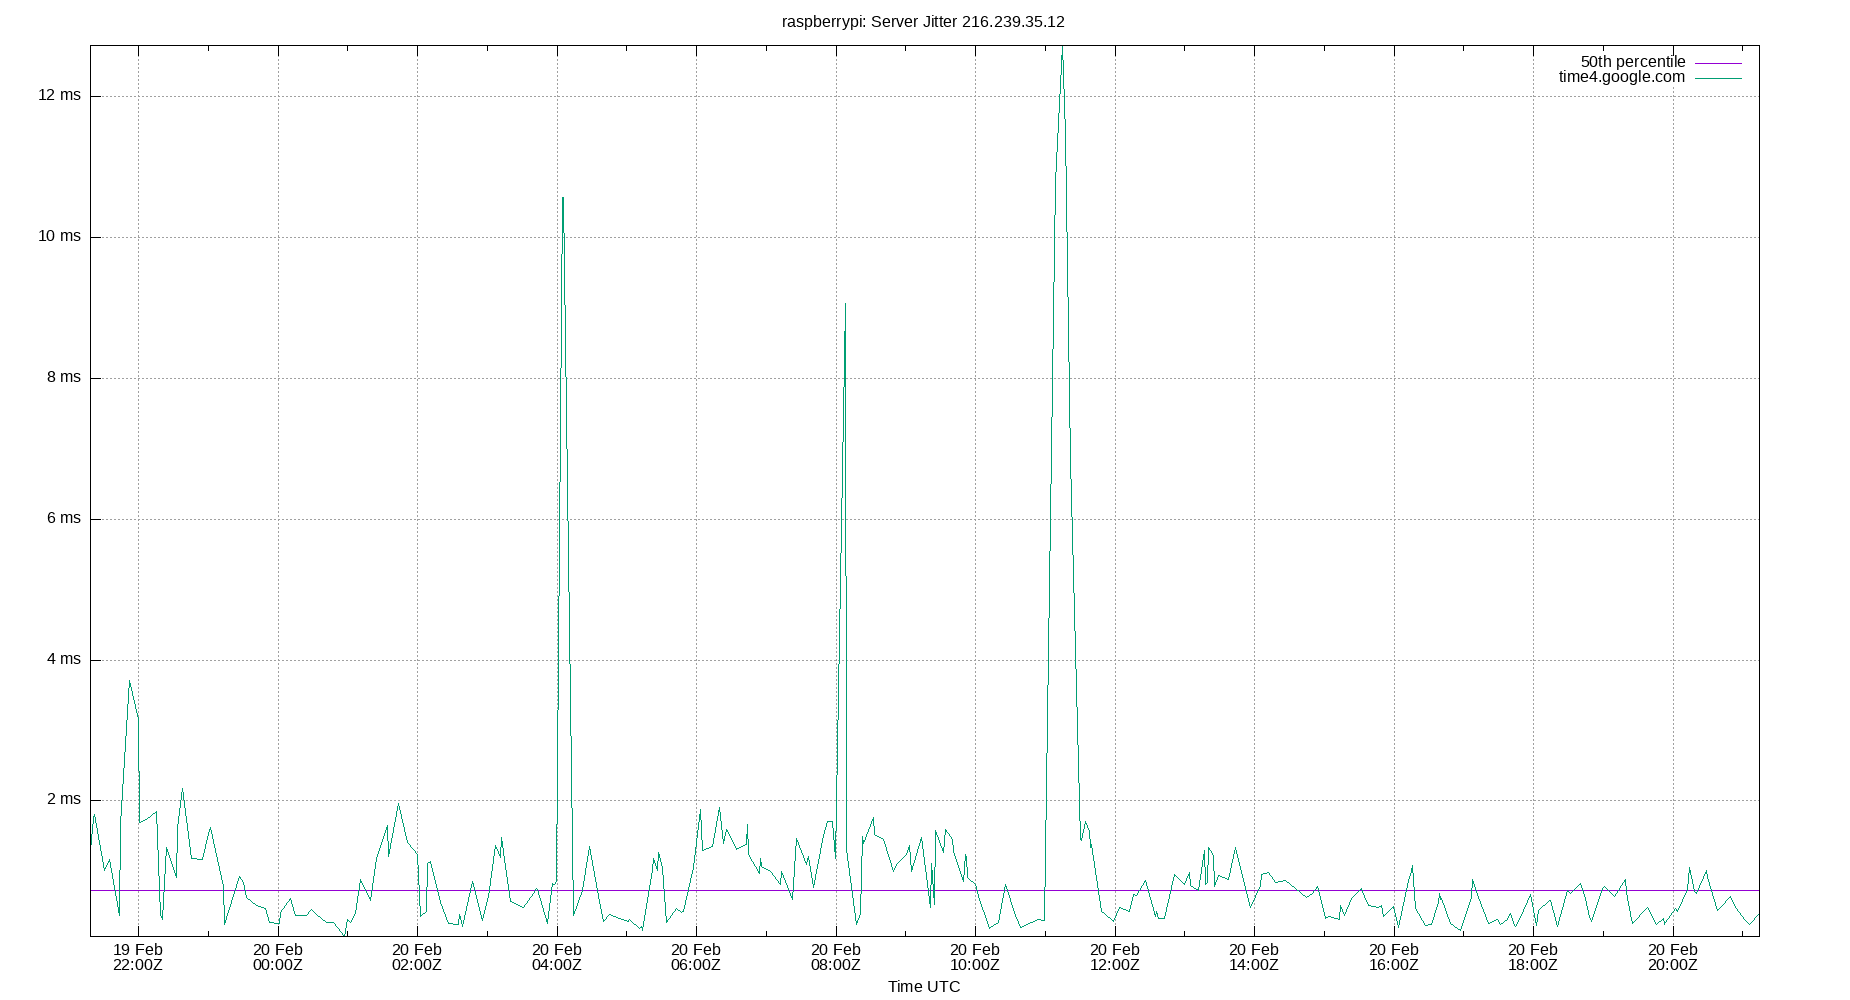 raspberrypi: Server Jitter 216.239.35.12
50th percentile
time4.google.com
12 ms
10 ms
8 ms
6 ms
4 ms
2 ms
19 Feb 20 Feb 20 Feb 20 Feb 20 Feb 20 Feb 20 Feb 20 Feb 20 Feb 20 Feb 20 Feb 20 Feb
22:00Z 00:00Z 02:00Z 04:00Z 06:00Z 08:00Z 10:00Z 12:00Z 14:00Z 16:00Z 18:00Z 20:00Z
Time UTC